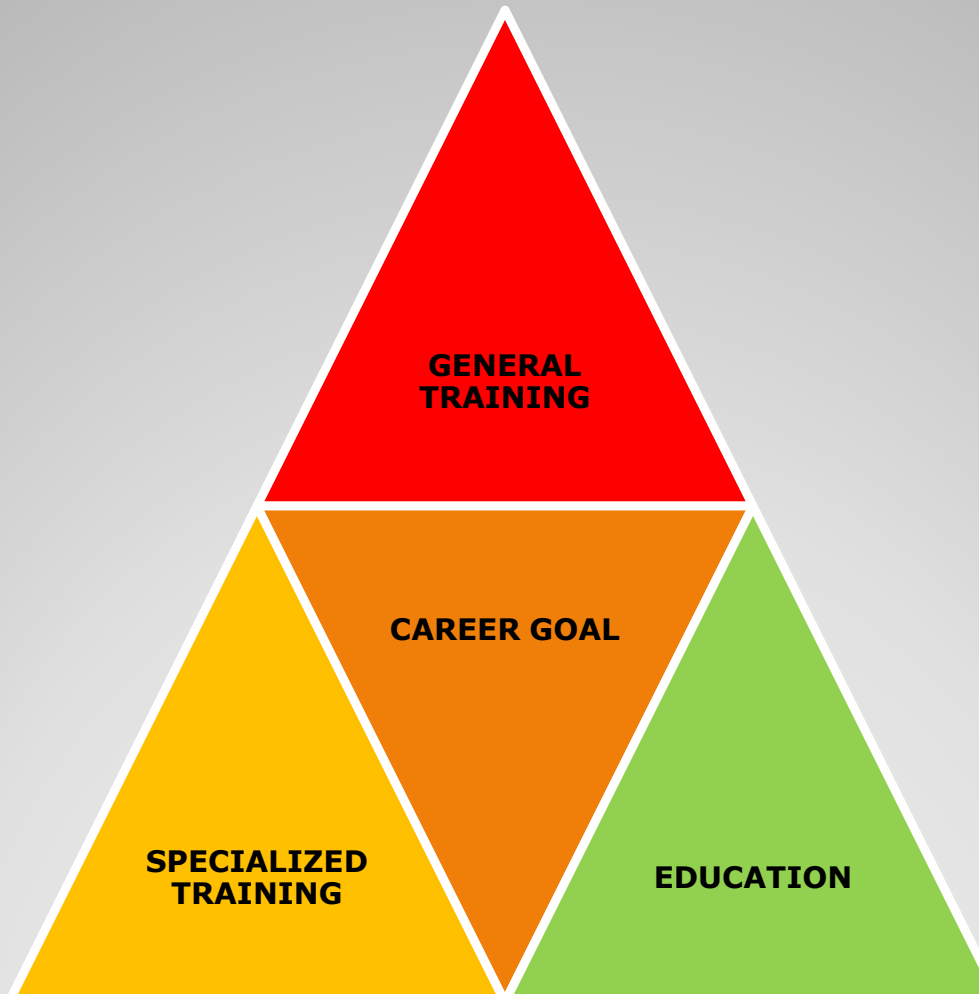 GENERAL
TRAINING
CAREER GOAL
SPECIALIZED
TRAINING
EDUCATION